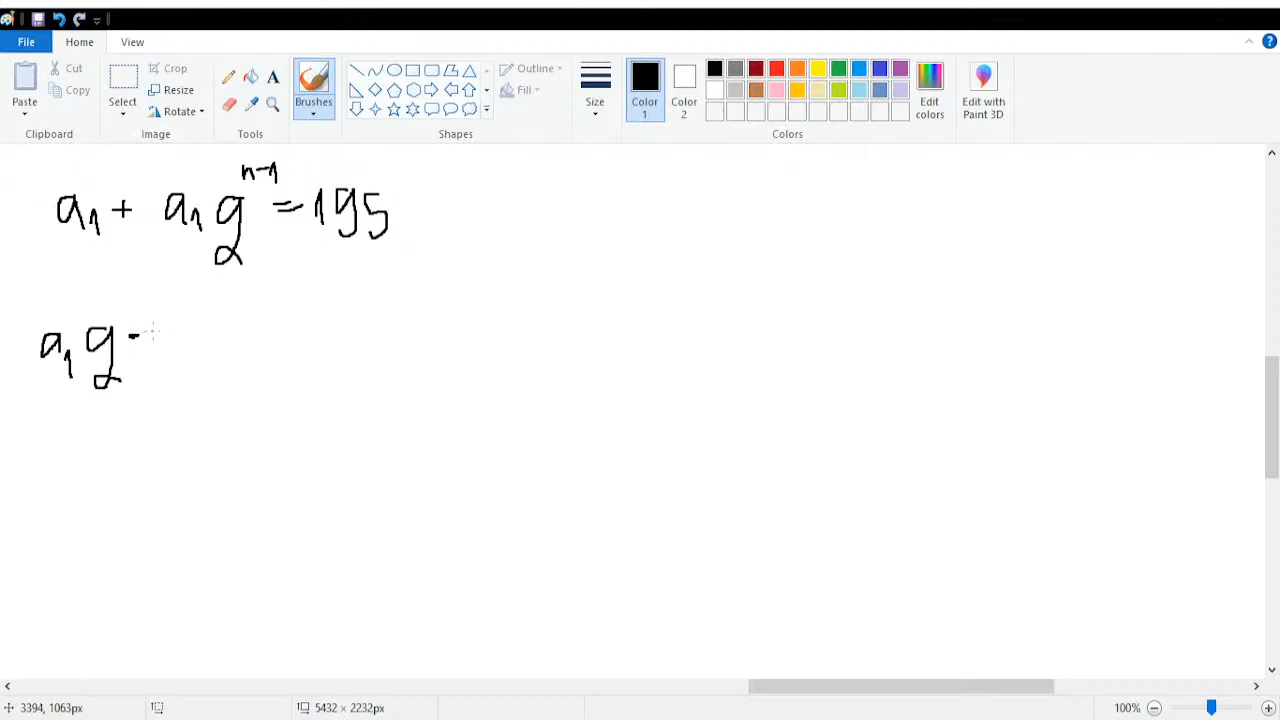 File Home View
Paste Cut Copy Clipboard
Select Crop Resize Rotate Image
A Tools
Brushes
Outline Fill Shapes
Size
Color 1 Color 2 Edit colors Colors
Edit with Paint 3D
a₁ + a₁ q^(n-1) = 195
a₁ q -
3394, 1063px 5432 × 2232px 100%